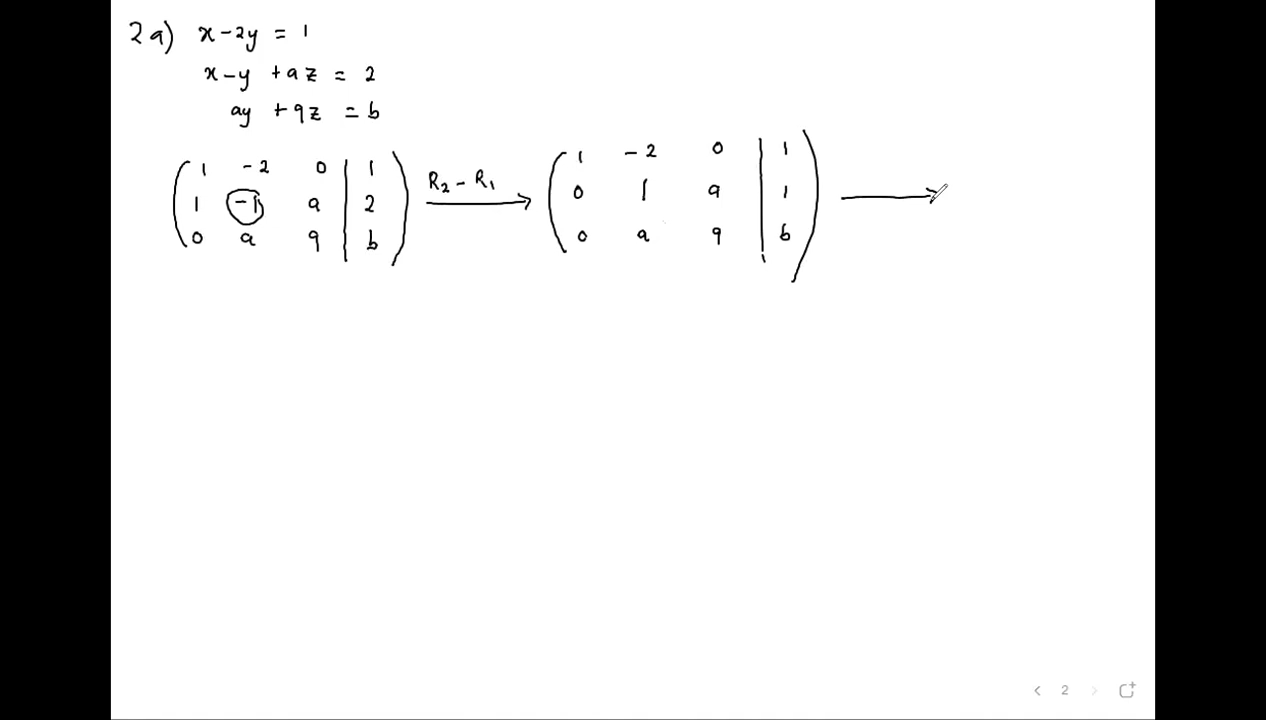 2 a) x - 2y = 1
x - y + az = 2
ay + 9z = b
( 1 -2 0 | 1 ) R2 - R1 ( 1 -2 0 | 1 )
( 1 -1 a | 2 ) ⟶ ( 0 1 a | 1 ) ⟶
( 0 a 9 | b ) ( 0 a 9 | b )
2